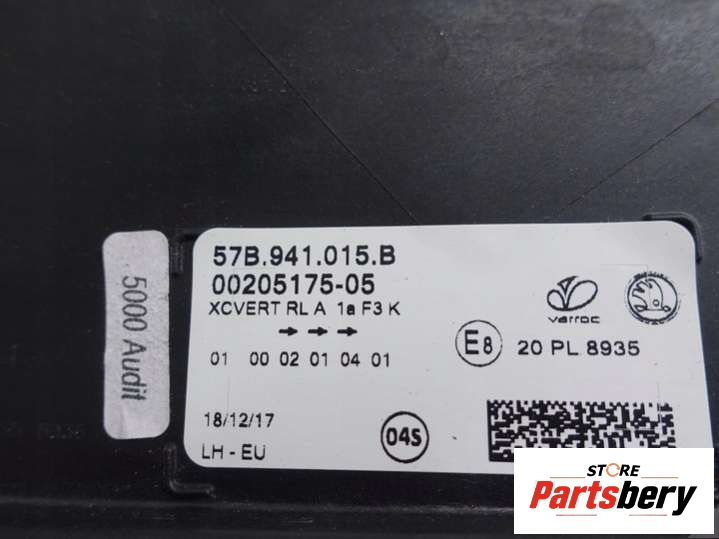 57B.941.015.B
00205175-05
XCVERT RL A 1a F3 K
01 00 02 01 04 01
varroc
E8 20 PL 8935
18/12/17
04S
LH - EU
5000 Audit
STORE
Partsbery